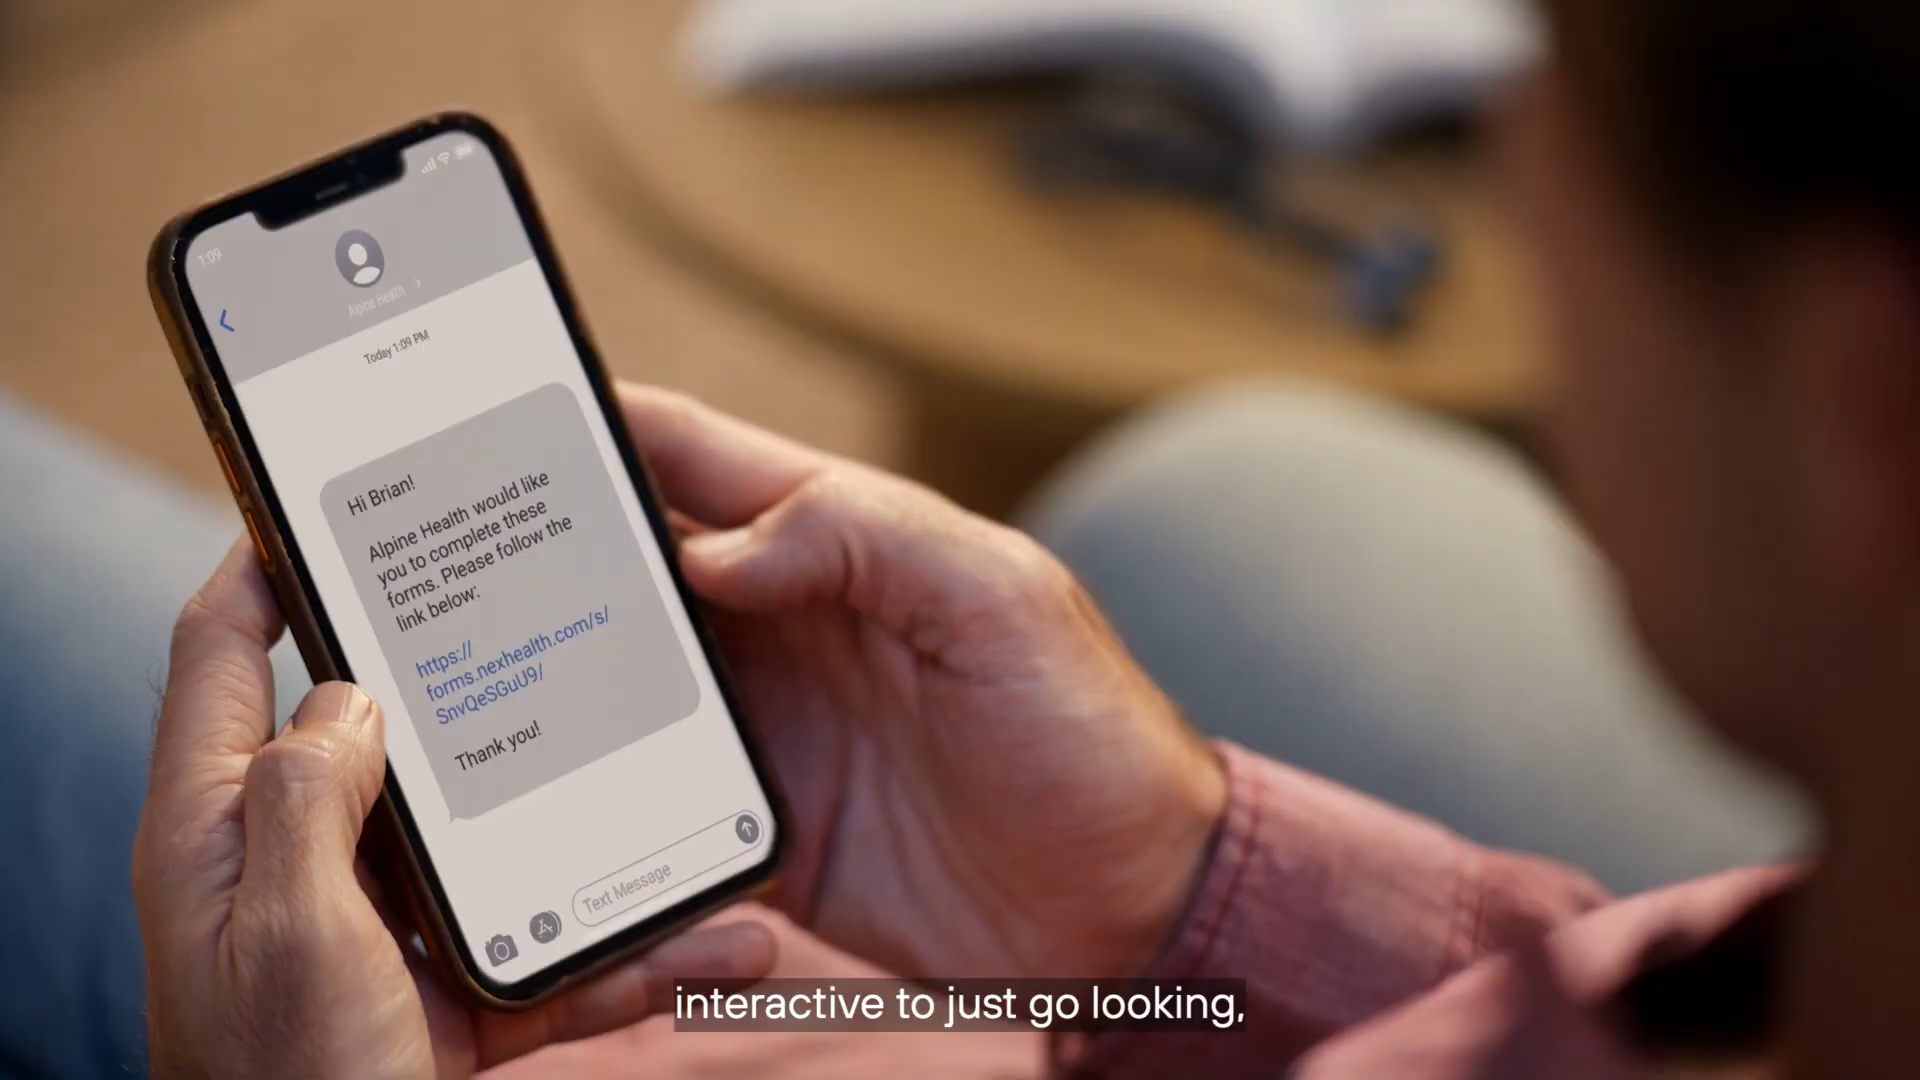 1:09
Alpine Health
Today 1:09 PM
Hi Brian!
Alpine Health would like
you to complete these
forms. Please follow the
link below:
https://
forms.nexhealth.com/s/
SnvQeSGuU9/
Thank you!
Text Message
interactive to just go looking,